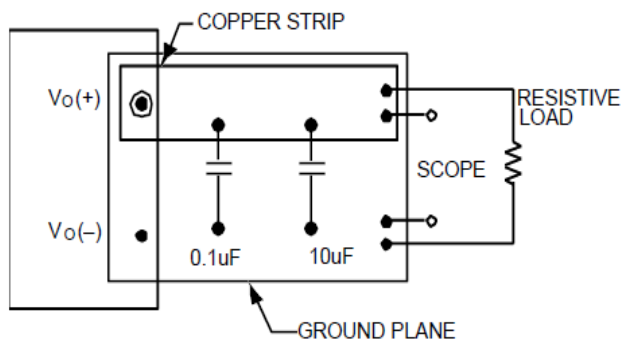 COPPER STRIP
VO(+)
RESISTIVE
LOAD
SCOPE
VO(–)
0.1uF
10uF
GROUND PLANE